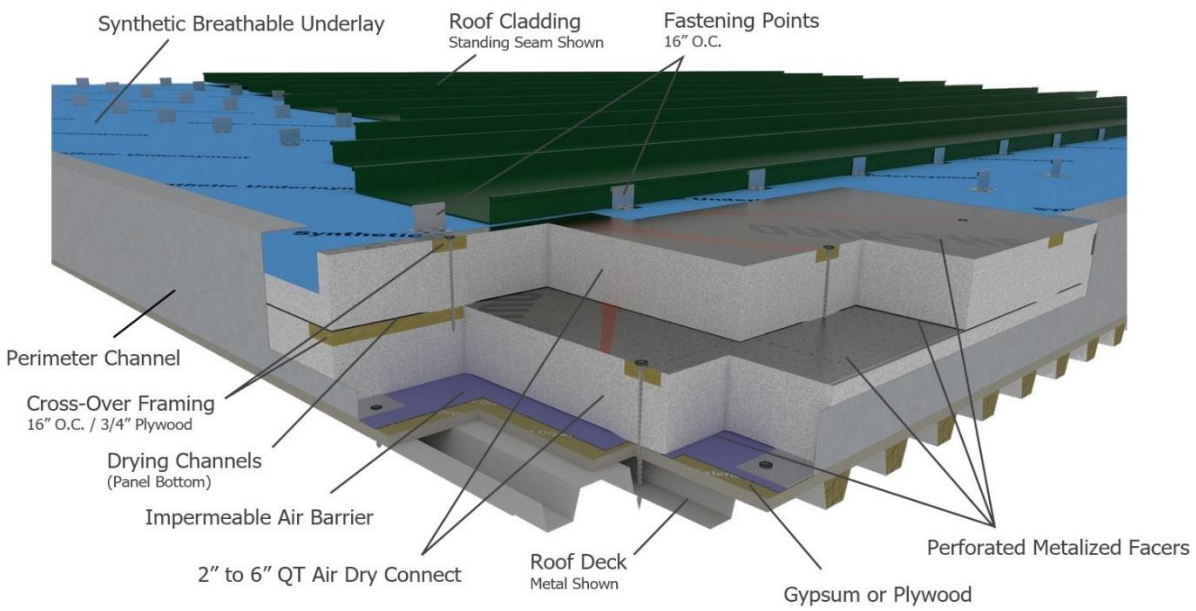 Synthetic Breathable Underlay
Roof Cladding
Standing Seam Shown
Fastening Points
16” O.C.
Perimeter Channel
Cross-Over Framing
16” O.C. / 3/4” Plywood
Drying Channels
(Panel Bottom)
Impermeable Air Barrier
2” to 6” QT Air Dry Connect
Roof Deck
Metal Shown
Gypsum or Plywood
Perforated Metalized Facers
Synthetic